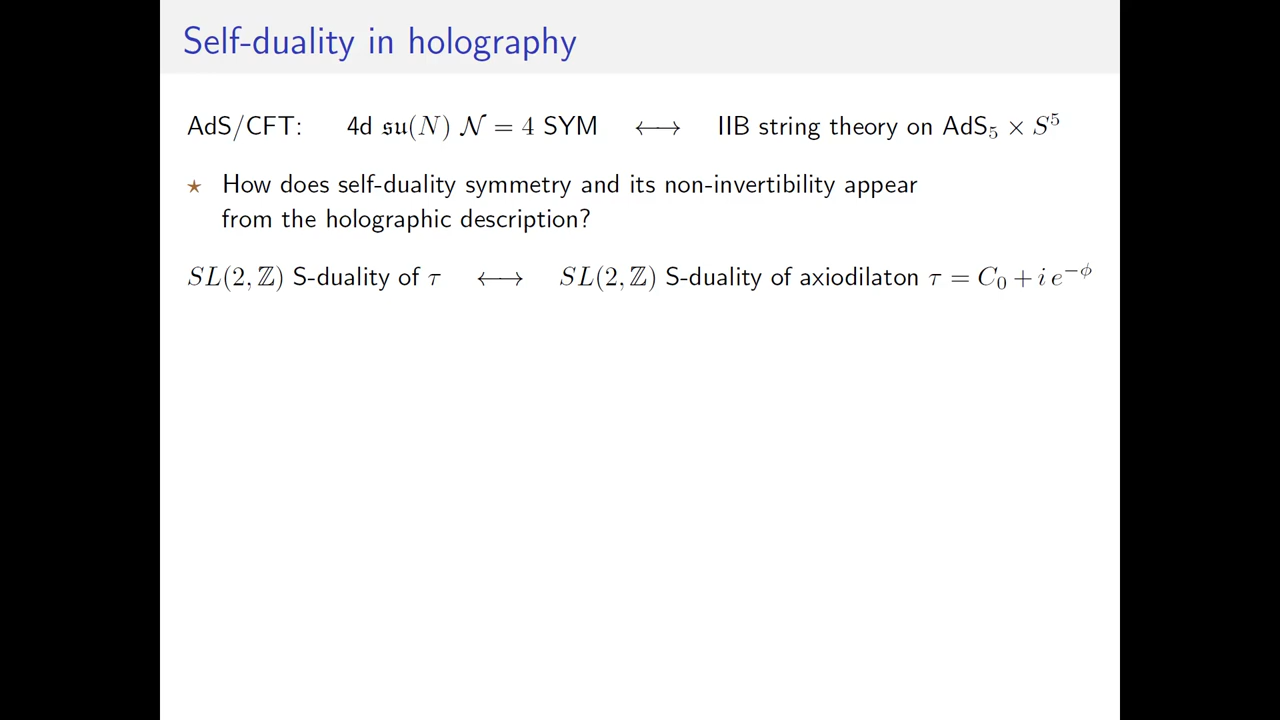 Self-duality in holography
AdS/CFT: 4d 𝔰𝔲(N) 𝒩 = 4 SYM ⟷ IIB string theory on AdS₅ × S⁵
⋆ How does self-duality symmetry and its non-invertibility appear
from the holographic description?
SL(2, ℤ) S-duality of τ ⟷ SL(2, ℤ) S-duality of axiodilaton τ = C₀ + i e^{−ϕ}